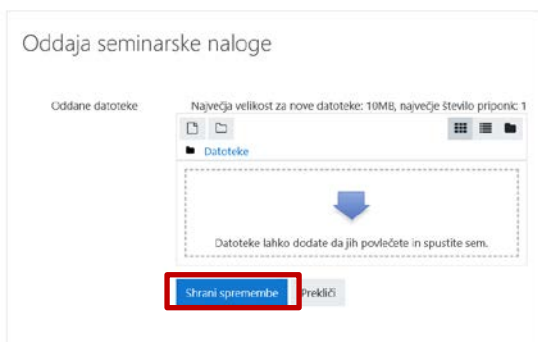 Oddaja seminarske naloge
Oddane datoteke
Največja velikost za nove datoteke: 10MB, največje število priponk: 1
Datoteke
Datoteke lahko dodate da jih povlečete in spustite sem.
Shrani spremembe
Prekliči